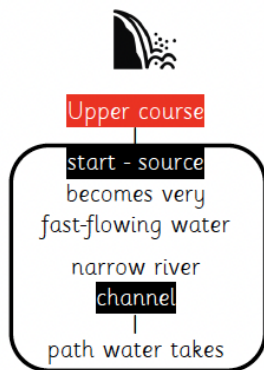 Upper course
start - source
becomes very
fast-flowing water
narrow river
channel
path water takes